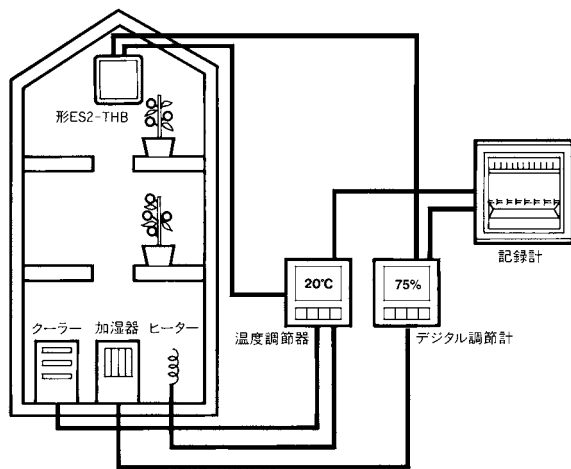 形ES2-THB
記録計
20℃
75%
クーラー
加湿器
ヒーター
温度調節器
デジタル調節計